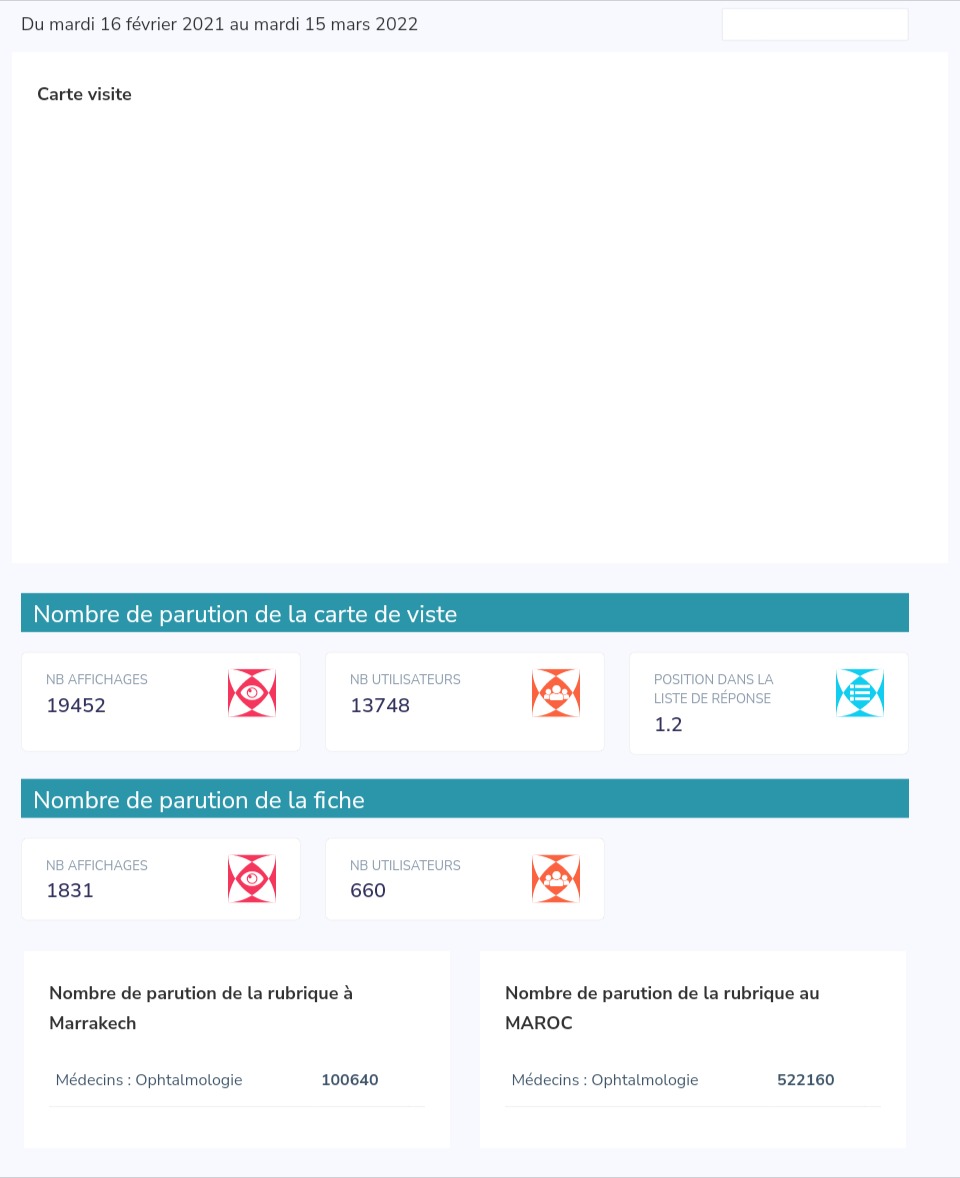 Du mardi 16 février 2021 au mardi 15 mars 2022
Carte visite
Nombre de parution de la carte de viste
NB AFFICHAGES
19452
NB UTILISATEURS
13748
POSITION DANS LA
LISTE DE RÉPONSE
1.2
Nombre de parution de la fiche
NB AFFICHAGES
1831
NB UTILISATEURS
660
Nombre de parution de la rubrique à
Marrakech
Médecins : Ophtalmologie 100640
Nombre de parution de la rubrique au
MAROC
Médecins : Ophtalmologie 522160